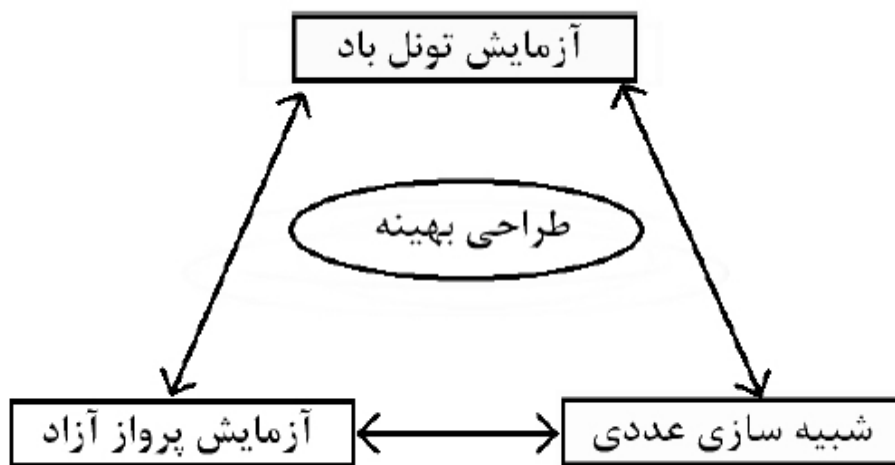 آزمایش تونل باد
طراحی بهینه
شبیه سازی عددی
آزمایش پرواز آزاد